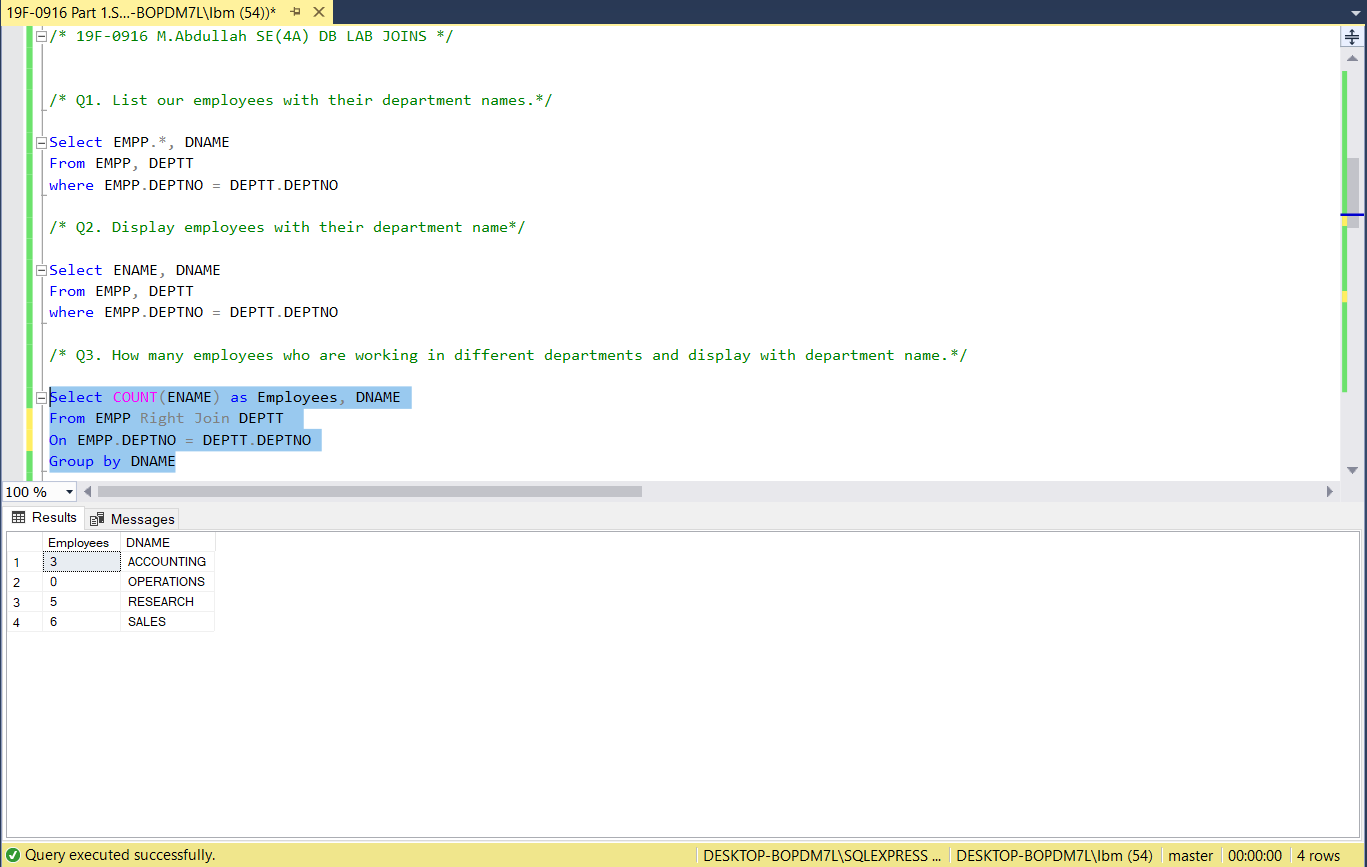 19F-0916 Part 1.S...-BOPDM7L\Ibm (54))*
/* 19F-0916 M.Abdullah SE(4A) DB LAB JOINS */
/* Q1. List our employees with their department names.*/
Select EMPP.*, DNAME
From EMPP, DEPTT
where EMPP.DEPTNO = DEPTT.DEPTNO
/* Q2. Display employees with their department name*/
Select ENAME, DNAME
From EMPP, DEPTT
where EMPP.DEPTNO = DEPTT.DEPTNO
/* Q3. How many employees who are working in different departments and display with department name.*/
Select COUNT(ENAME) as Employees, DNAME
From EMPP Right Join DEPTT
On EMPP.DEPTNO = DEPTT.DEPTNO
Group by DNAME
100 %
Results Messages
Employees DNAME
1 3 ACCOUNTING
2 0 OPERATIONS
3 5 RESEARCH
4 6 SALES
Query executed successfully. DESKTOP-BOPDM7L\SQLEXPRESS ... DESKTOP-BOPDM7L\Ibm (54) master 00:00:00 4 rows